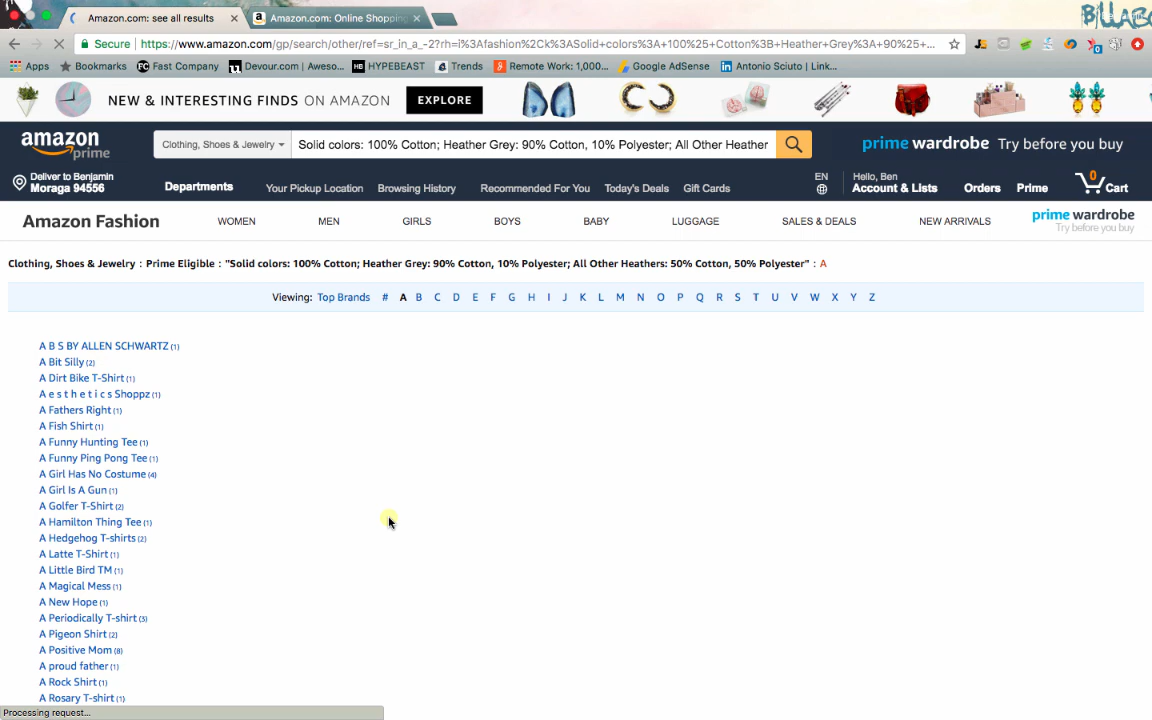 BILLABO
Amazon.com: see all results
Amazon.com: Online Shopping
Secure
https://www.amazon.com/gp/search/other/ref=sr_in_a_-2?rh=i%3Afashion%2Ck%3ASolid+colors%3A+100%25+Cotton%3B+Heather+Grey%3A+90%25+...
Apps
Bookmarks
Fast Company
Devour.com | Aweso...
HYPEBEAST
Trends
Remote Work: 1,000...
Google AdSense
Antonio Sciuto | Link...
NEW & INTERESTING FINDS ON AMAZON
EXPLORE
amazon
prime
Clothing, Shoes & Jewelry
Solid colors: 100% Cotton; Heather Grey: 90% Cotton, 10% Polyester; All Other Heather
prime wardrobe Try before you buy
Deliver to Benjamin
Moraga 94556
Departments
Your Pickup Location
Browsing History
Recommended For You
Today's Deals
Gift Cards
EN
Hello, Ben
Account & Lists
Orders
Prime
0
Cart
Amazon Fashion
WOMEN
MEN
GIRLS
BOYS
BABY
LUGGAGE
SALES & DEALS
NEW ARRIVALS
prime wardrobe
Try before you buy
Clothing, Shoes & Jewelry : Prime Eligible : "Solid colors: 100% Cotton; Heather Grey: 90% Cotton, 10% Polyester; All Other Heathers: 50% Cotton, 50% Polyester" : A
Viewing: Top Brands # A B C D E F G H I J K L M N O P Q R S T U V W X Y Z
A B S BY ALLEN SCHWARTZ (1)
A Bit Silly (2)
A Dirt Bike T-Shirt (1)
A e s t h e t i c s Shoppz (1)
A Fathers Right (1)
A Fish Shirt (1)
A Funny Hunting Tee (1)
A Funny Ping Pong Tee (1)
A Girl Has No Costume (4)
A Girl Is A Gun (1)
A Golfer T-Shirt (2)
A Hamilton Thing Tee (1)
A Hedgehog T-shirts (2)
A Latte T-Shirt (1)
A Little Bird TM (1)
A Magical Mess (1)
A New Hope (1)
A Periodically T-shirt (3)
A Pigeon Shirt (2)
A Positive Mom (8)
A proud father (1)
A Rock Shirt (1)
A Rosary T-shirt (1)
Processing request...